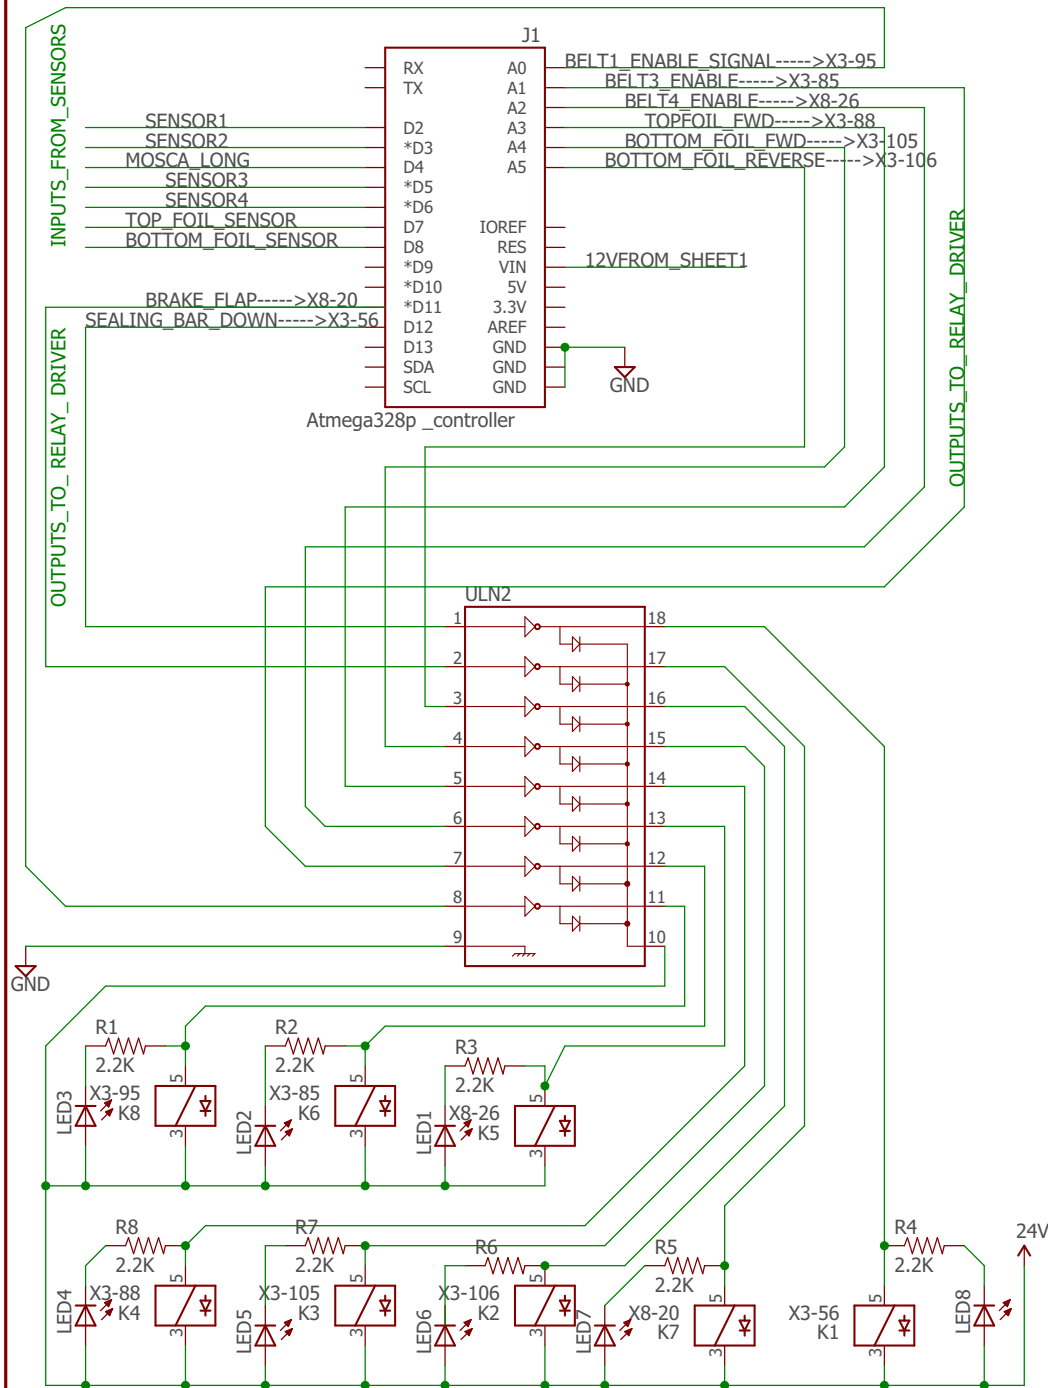 INPUTS_FROM_SENSORS
J1
RX
TX
D2
*D3
D4
*D5
*D6
D7
D8
*D9
*D10
*D11
D12
D13
SDA
SCL
A0
A1
A2
A3
A4
A5
IOREF
RES
VIN
5V
3.3V
AREF
GND
GND
GND
BELT1_ENABLE_SIGNAL----->X3-95
BELT3_ENABLE----->X3-85
BELT4_ENABLE----->X8-26
TOPFOIL_FWD----->X3-88
BOTTOM_FOIL_FWD----->X3-105
BOTTOM_FOIL_REVERSE----->X3-106
SENSOR1
SENSOR2
MOSCA_LONG
SENSOR3
SENSOR4
TOP_FOIL_SENSOR
BOTTOM_FOIL_SENSOR
12VFROM_SHEET1
BRAKE_FLAP----->X8-20
SEALING_BAR_DOWN----->X3-56
GND
Atmega328p _controller
OUTPUTS_TO_ RELAY_ DRIVER
OUTPUTS_TO_ RELAY_ DRIVER
ULN2
1
2
3
4
5
6
7
8
9
18
17
16
15
14
13
12
11
10
GND
R1
2.2K
LED3
X3-95
K8
5
3
R2
2.2K
LED2
X3-85
K6
5
3
R3
2.2K
LED1
X8-26
K5
5
3
R8
2.2K
LED4
X3-88
K4
5
3
R7
2.2K
LED5
X3-105
K3
5
3
R6
2.2K
LED6
X3-106
K2
5
3
R5
2.2K
LED7
X8-20
K7
5
3
R4
2.2K
LED8
X3-56
K1
5
3
24V